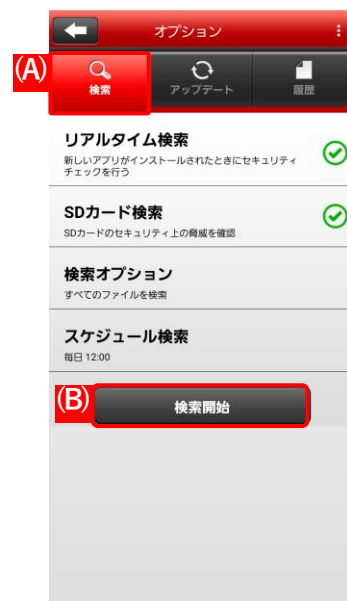 オプション
(A)
検索
アップデート
履歴
リアルタイム検索
新しいアプリがインストールされたときにセキュリティ
チェックを行う
SDカード検索
SDカードのセキュリティ上の脅威を確認
検索オプション
すべてのファイルを検索
スケジュール検索
毎日 12:00
(B)
検索開始